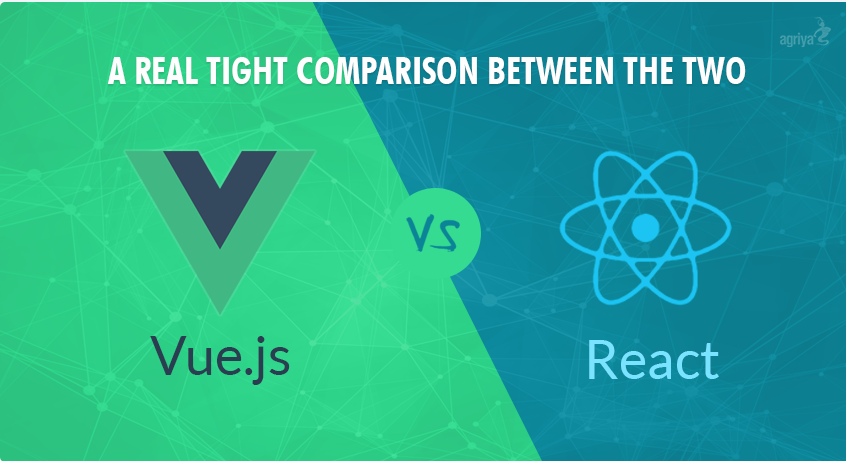 agriya
A REAL TIGHT COMPARISON BETWEEN THE TWO
VS
Vue.js
React